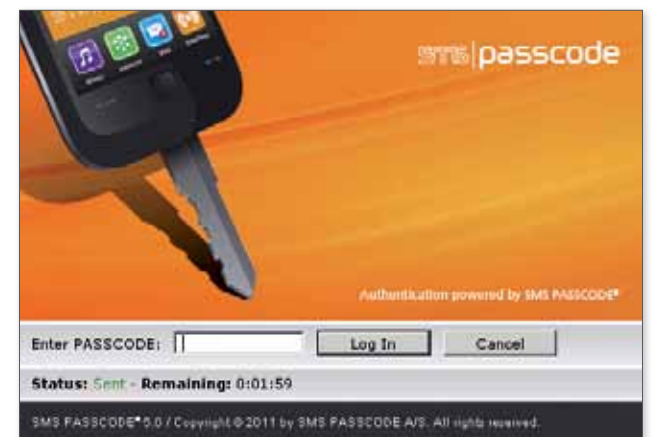 sms|passcode
Authentication powered by SMS PASSCODE®
Enter PASSCODE: Log In Cancel
Status: Sent - Remaining: 0:01:59
SMS PASSCODE® 5.0 / Copyright © 2011 by SMS PASSCODE A/S. All rights reserved.